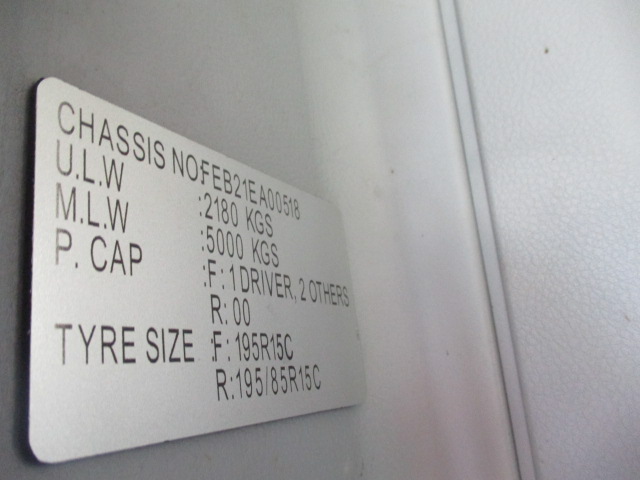 CHASSIS NO:FEB21EA00518
U.L.W :2180 KGS
M.L.W :5000 KGS
P. CAP :F: 1 DRIVER, 2 OTHERS
R: 00
TYRE SIZE :F: 195R15C
R:195/85R15C